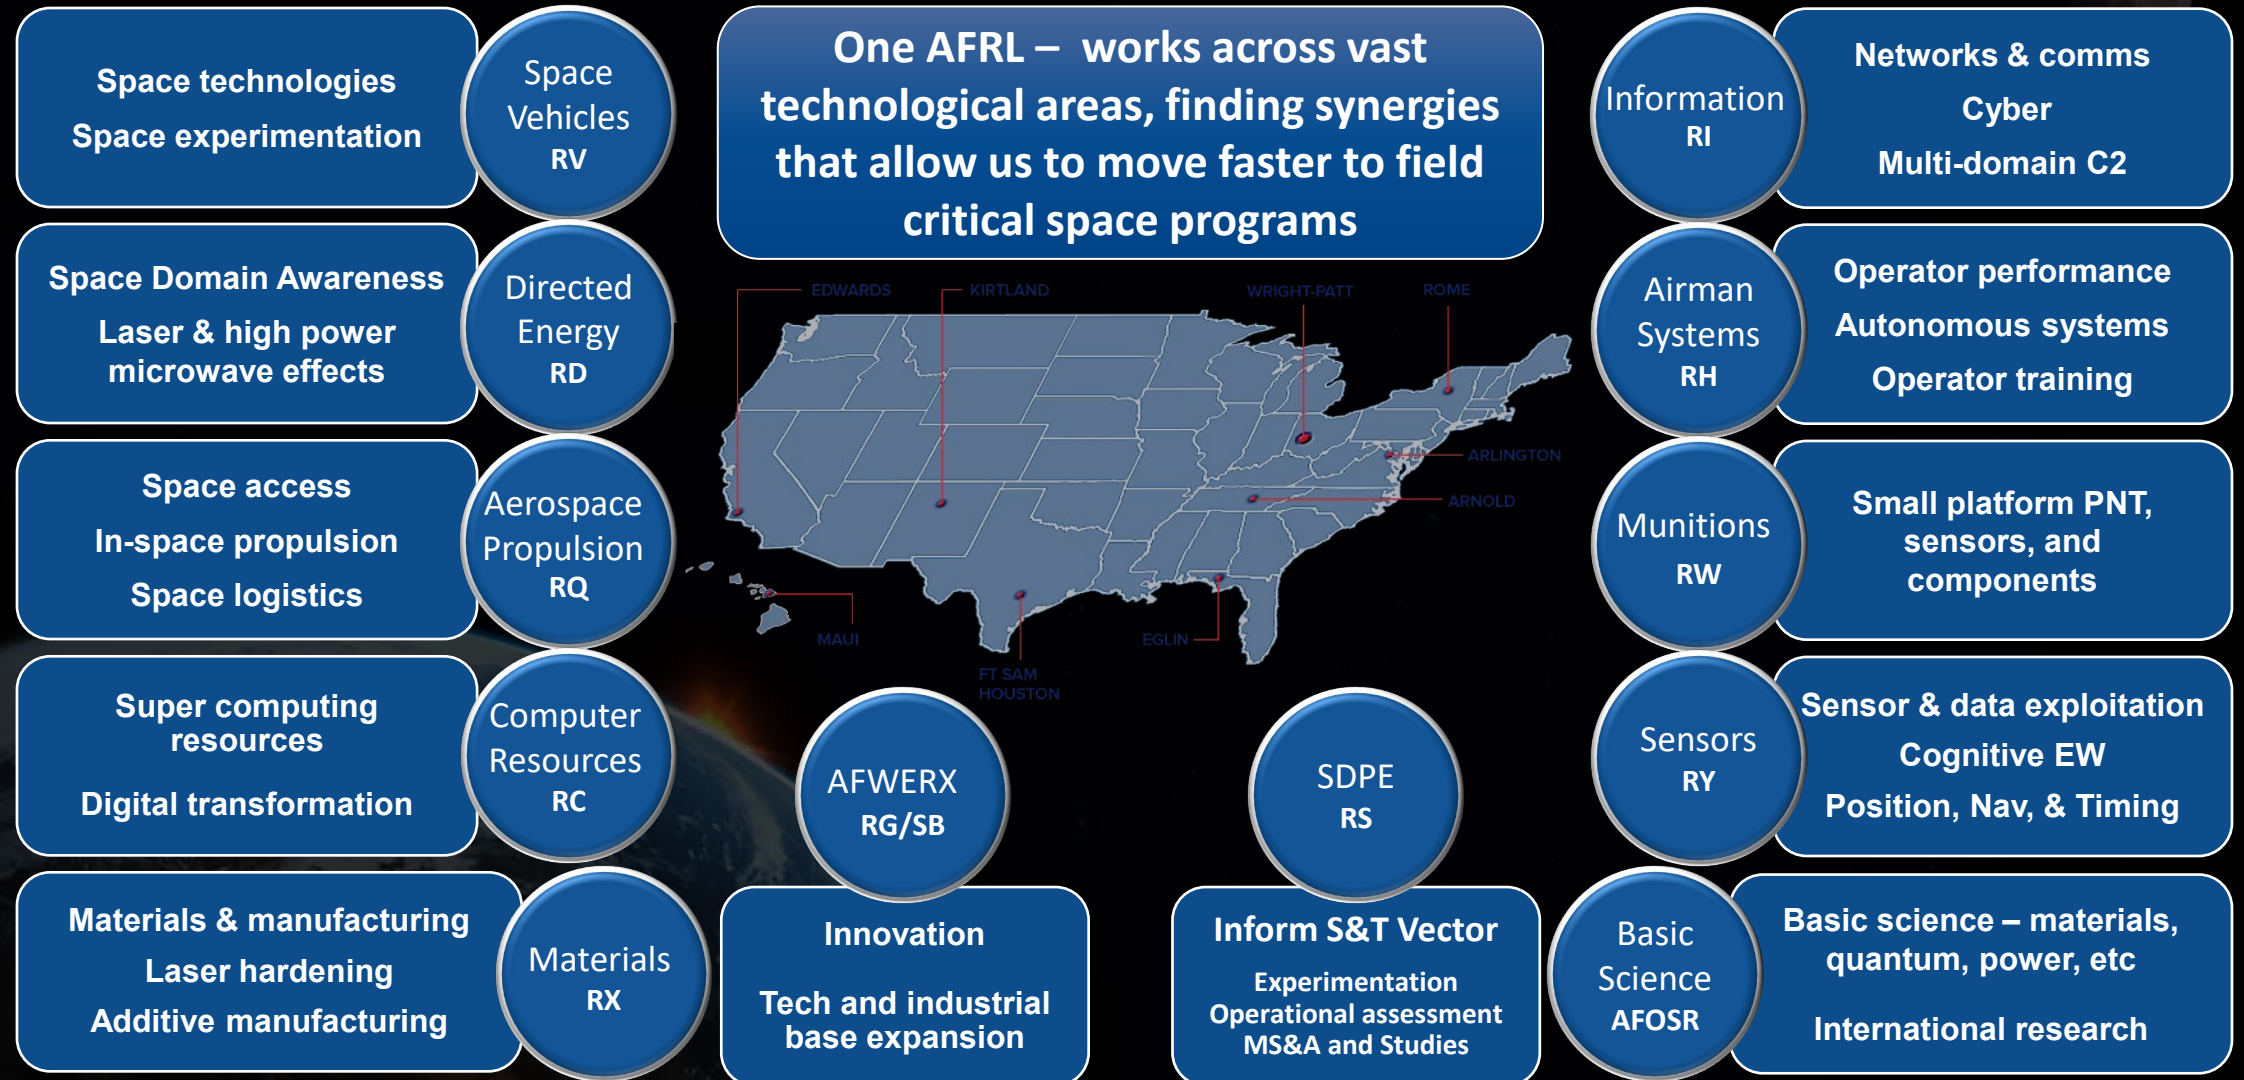 Space technologies
Space experimentation
Space
Vehicles
RV
Space Domain Awareness
Laser & high power
microwave effects
Directed
Energy
RD
Space access
In-space propulsion
Space logistics
Aerospace
Propulsion
RQ
Super computing
resources
Digital transformation
Computer
Resources
RC
Materials & manufacturing
Laser hardening
Additive manufacturing
Materials
RX
One AFRL – works across vast
technological areas, finding synergies
that allow us to move faster to field
critical space programs
EDWARDS
KIRTLAND
WRIGHT-PATT
ROME
ARLINGTON
ARNOLD
MAUI
EGLIN
FT SAM
HOUSTON
AFWERX
RG/SB
Innovation
Tech and industrial
base expansion
SDPE
RS
Inform S&T Vector
Experimentation
Operational assessment
MS&A and Studies
Information
RI
Networks & comms
Cyber
Multi-domain C2
Airman
Systems
RH
Operator performance
Autonomous systems
Operator training
Munitions
RW
Small platform PNT,
sensors, and
components
Sensors
RY
Sensor & data exploitation
Cognitive EW
Position, Nav, & Timing
Basic
Science
AFOSR
Basic science – materials,
quantum, power, etc
International research